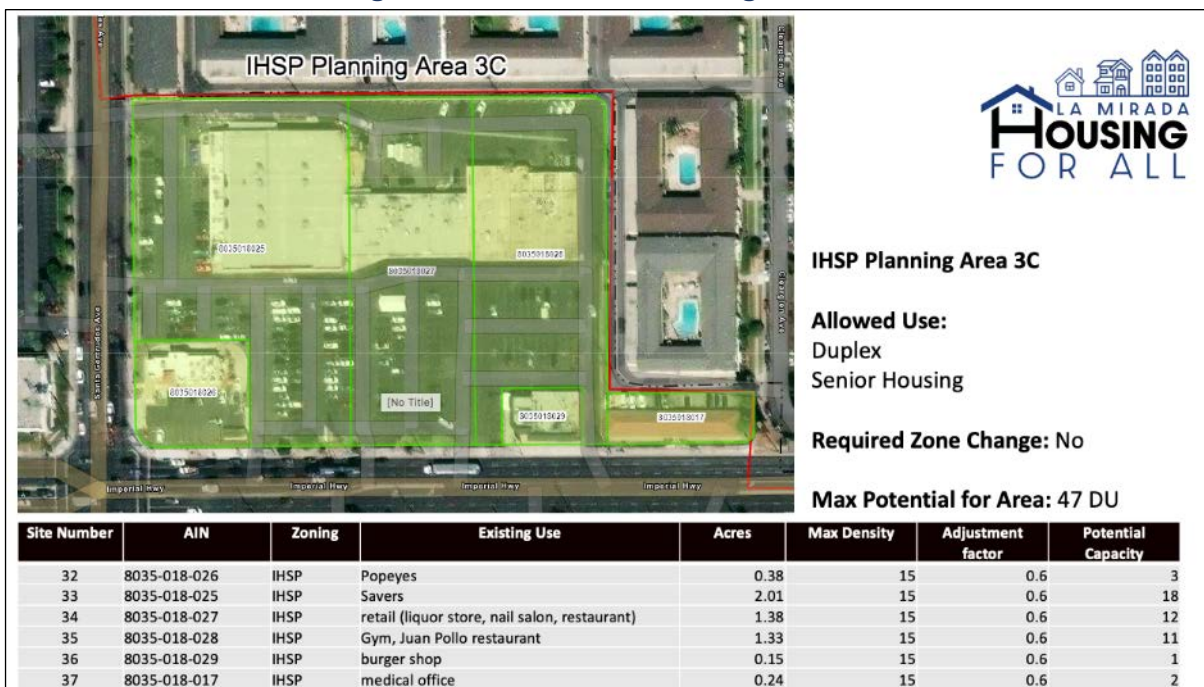 IHSP Planning Area 3C
8035018025
8035018027
8035018028
8035018026
[No Title]
8035018029
8035018017
Santa Gertrudes Ave
Imperial Hwy
Imperial Hwy
Imperial Hwy
Imperial Hwy
LA MIRADA
HOUSING
FOR ALL
IHSP Planning Area 3C
Allowed Use:
Duplex
Senior Housing
Required Zone Change: No
Max Potential for Area: 47 DU
Site Number AIN Zoning Existing Use Acres Max Density Adjustment factor Potential Capacity
32 8035-018-026 IHSP Popeyes 0.38 15 0.6 3
33 8035-018-025 IHSP Savers 2.01 15 0.6 18
34 8035-018-027 IHSP retail (liquor store, nail salon, restaurant) 1.38 15 0.6 12
35 8035-018-028 IHSP Gym, Juan Pollo restaurant 1.33 15 0.6 11
36 8035-018-029 IHSP burger shop 0.15 15 0.6 1
37 8035-018-017 IHSP medical office 0.24 15 0.6 2